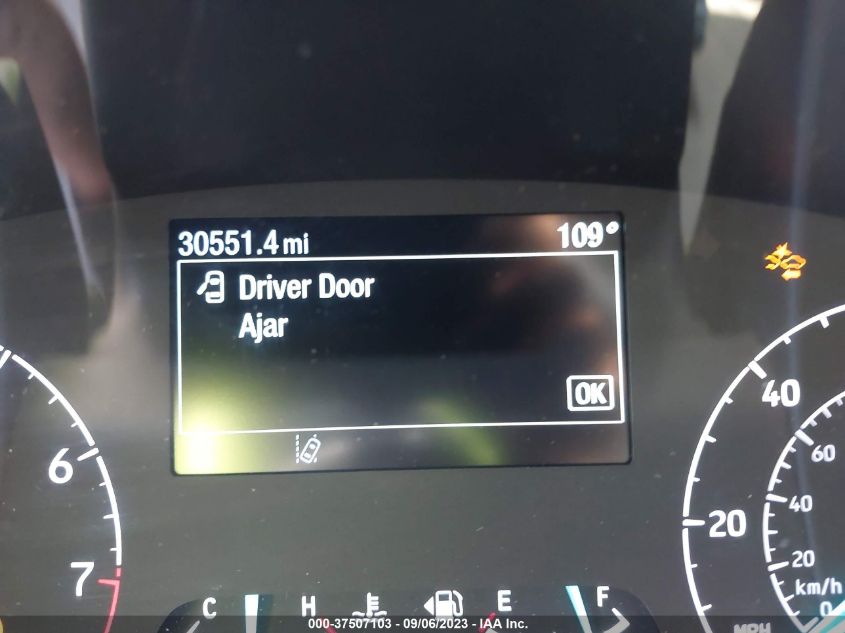 30551.4 mi 109°
Driver Door
Ajar
OK
6
7
40
20
60
40
20
km/h
0
MPH
C H E F
000-37507103 - 09/06/2023 - IAA Inc.